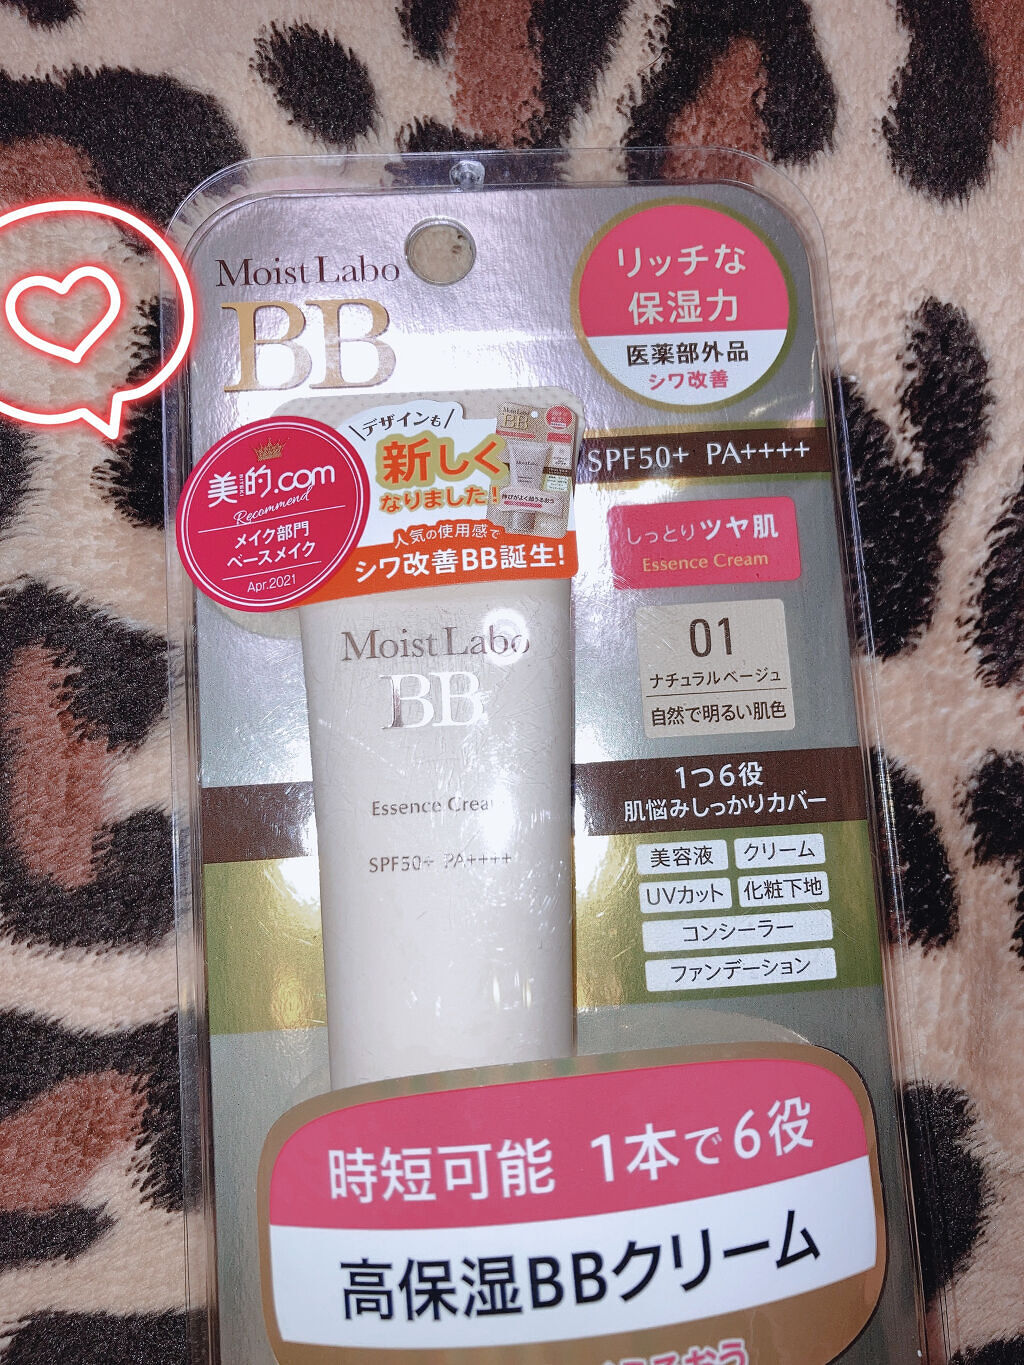 Moist Labo
BB
リッチな
保湿力
医薬部外品
シワ改善
デザインも
新しく
なりました!
人気の使用感で
シワ改善BB誕生!
美的.com
BITEKI
Recommend
メイク部門
ベースメイク
Apr.2021
SPF50+ PA++++
しっとりツヤ肌
Essence Cream
01
ナチュラルベージュ
自然で明るい肌色
Moist Labo
BB
Essence Cream
SPF50+ PA++++
1つ6役
肌悩みしっかりカバー
美容液
クリーム
UVカット
化粧下地
コンシーラー
ファンデーション
時短可能 1本で6役
高保湿BBクリーム